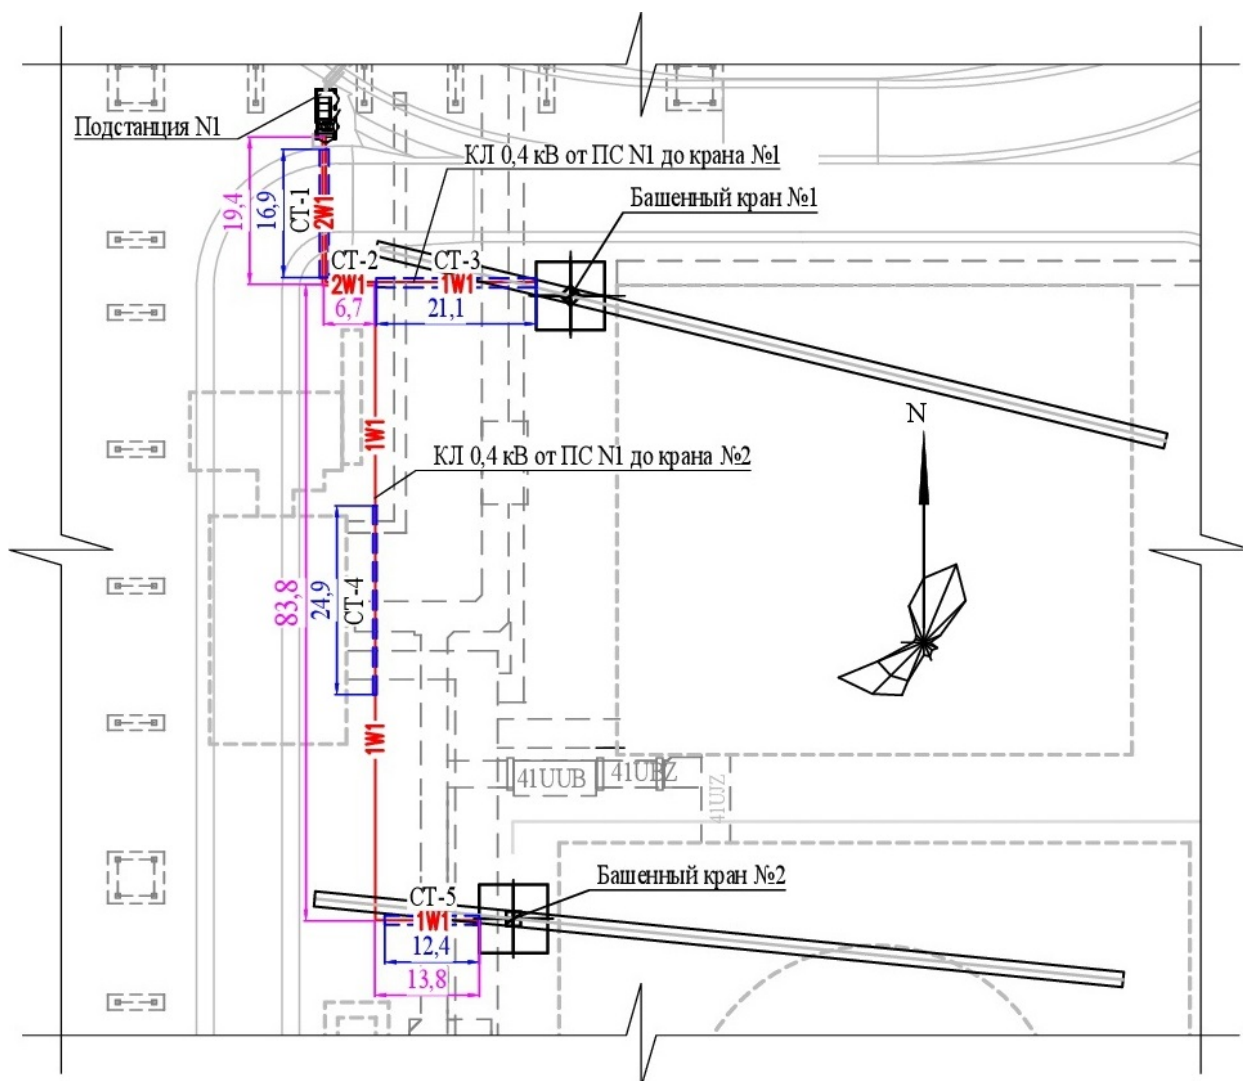 Подстанция N1
КЛ 0,4 кВ от ПС N1 до крана №1
Башенный кран №1
19,4
16,9
СТ-1
2W1
СТ-2
СТ-3
2W1
1W1
6,7
21,1
N
1W1
КЛ 0,4 кВ от ПС N1 до крана №2
83,8
24,9
СТ-4
1W1
41UUB
41UBZ
41UJZ
Башенный кран №2
СТ-5
1W1
12,4
13,8